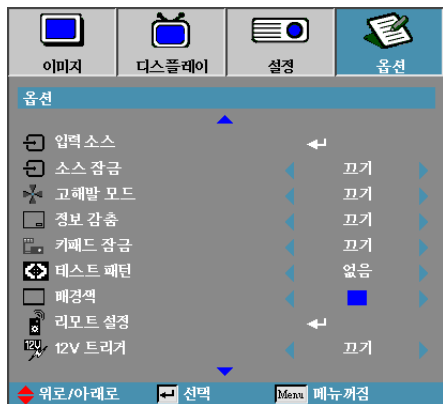 이미지 디스플레이 설정 옵션
옵션
입력 소스
소스 잠금 끄기
고해발 모드 끄기
정보 감춤 끄기
키패드 잠금 끄기
테스트 패턴 없음
배경색
리모트 설정
12V 12V 트리거 끄기
위로/아래로 선택 Menu 메뉴 꺼짐